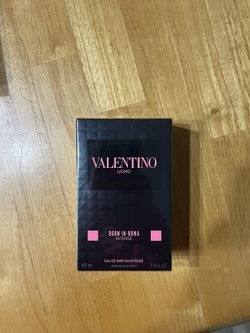 VALENTINO
UOMO
BORN IN ROMA
INTENSE
EAU DE PARFUM INTENSE